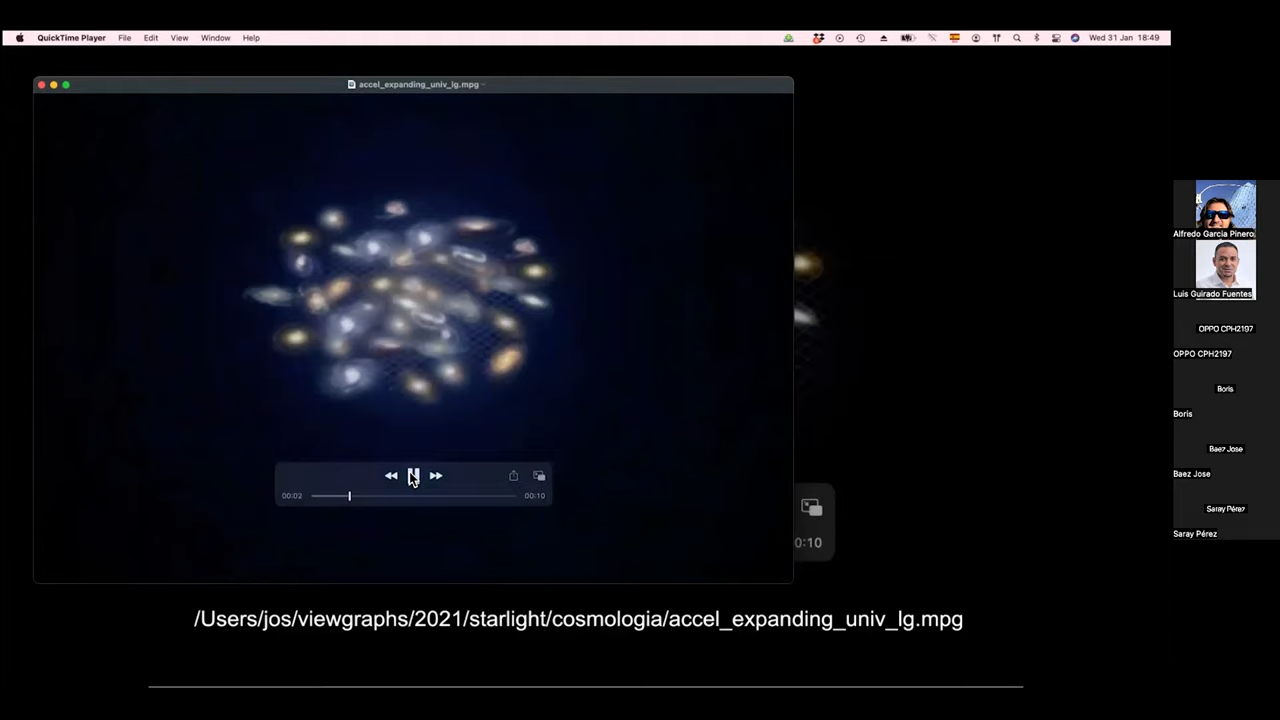 QuickTime Player File Edit View Window Help Wed 31 Jan 18:49
accel_expanding_univ_lg.mpg
00:02 00:10
0:10
/Users/jos/viewgraphs/2021/starlight/cosmologia/accel_expanding_univ_lg.mpg
Alfredo García Pinero
Luis Guirado Fuentes
OPPO CPH2197
OPPO CPH2197
Boris
Boris
Baez Jose
Baez Jose
Saray Pérez
Saray Pérez